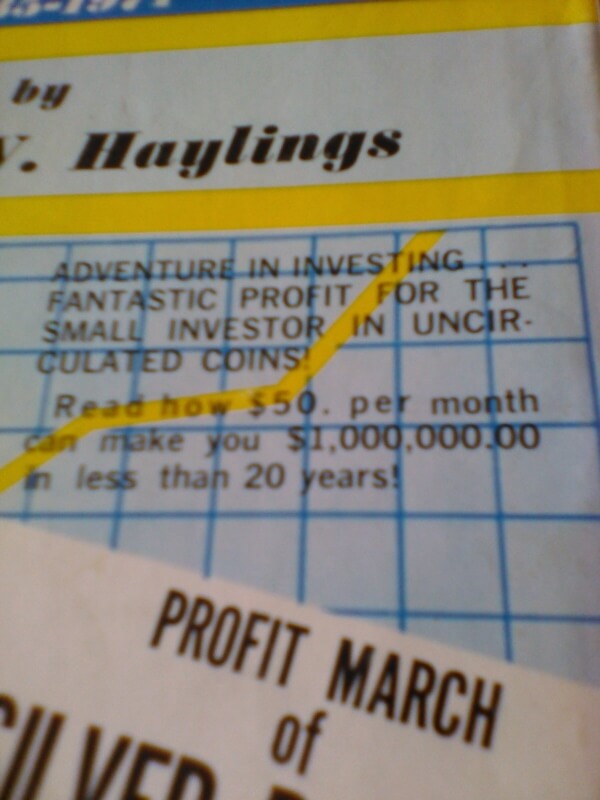 by
Haylings
ADVENTURE IN INVESTING . . .
FANTASTIC PROFIT FOR THE
SMALL INVESTOR IN UNCIR-
CULATED COINS!
Read how $50. per month
can make you $1,000,000.00
in less than 20 years!
PROFIT MARCH
of
SILVER